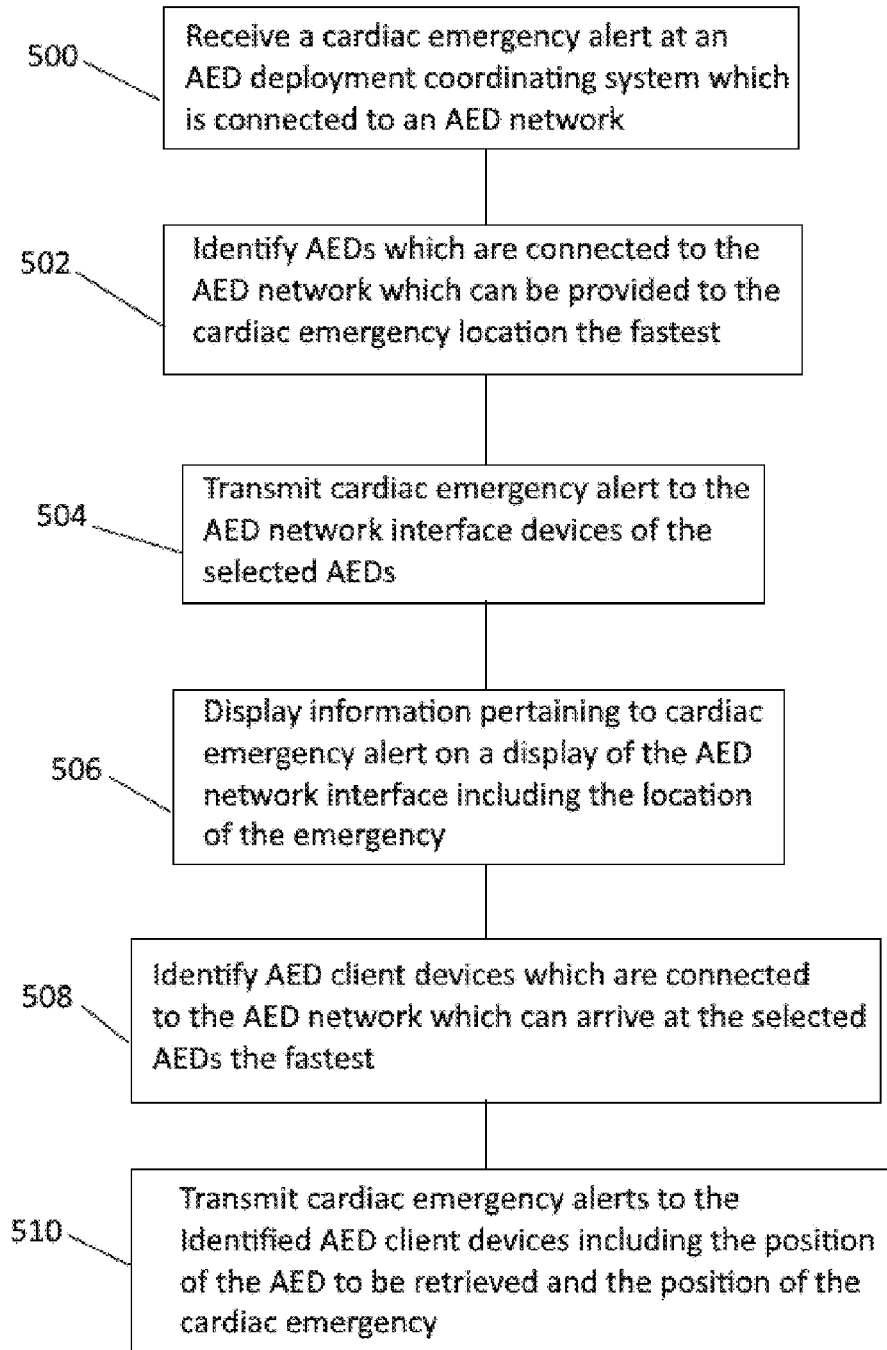 500
Receive a cardiac emergency alert at an
AED deployment coordinating system which
is connected to an AED network
502
Identify AEDs which are connected to the
AED network which can be provided to the
cardiac emergency location the fastest
504
Transmit cardiac emergency alert to the
AED network interface devices of the
selected AEDs
506
Display information pertaining to cardiac
emergency alert on a display of the AED
network interface including the location
of the emergency
508
Identify AED client devices which are connected
to the AED network which can arrive at the selected
AEDs the fastest
510
Transmit cardiac emergency alerts to the
Identified AED client devices including the position
of the AED to be retrieved and the position of the
cardiac emergency